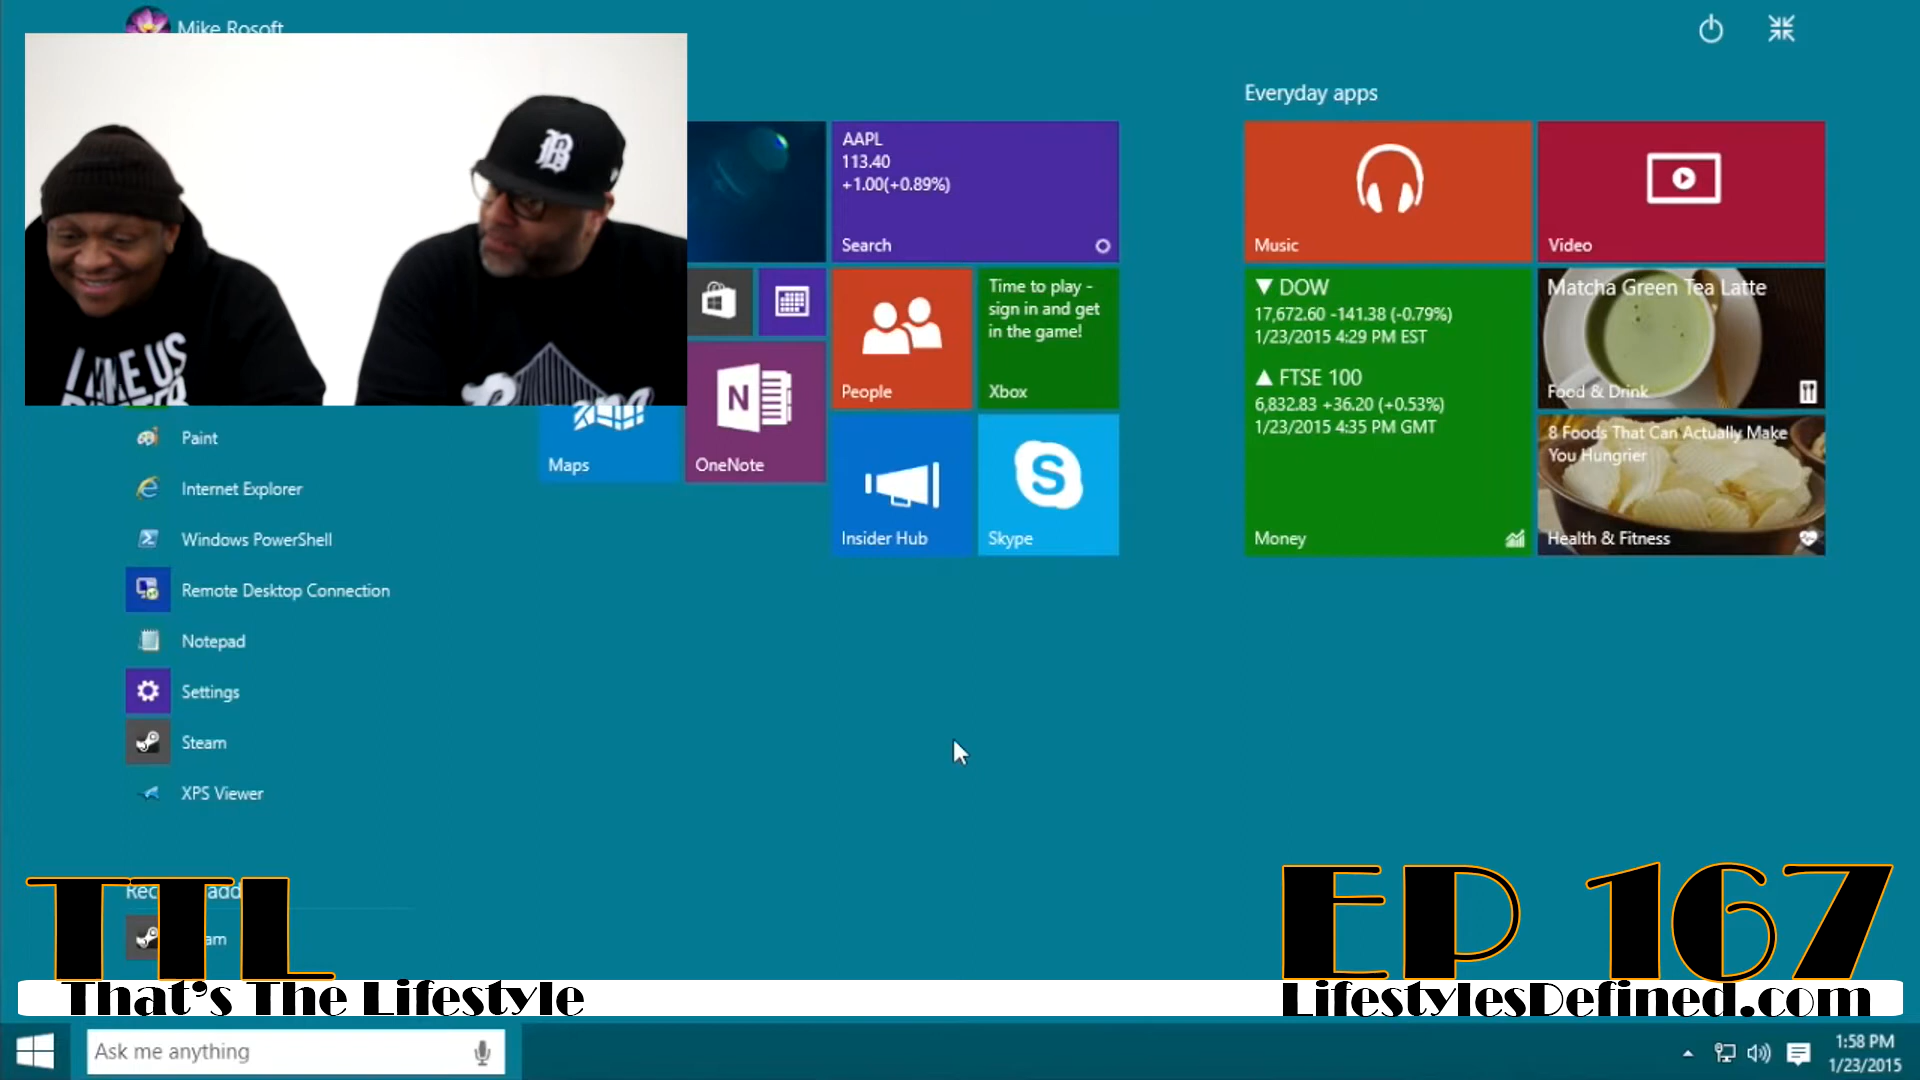 Mike Rosoft
Everyday apps
AAPL
113.40
+1.00(+0.89%)
Search
Music
Video
Time to play -
sign in and get
in the game!
People
Xbox
Maps
OneNote
Insider Hub
Skype
▼ DOW
17,672.60 -141.38 (-0.79%)
1/23/2015 4:29 PM EST
▲ FTSE 100
6,832.83 +36.20 (+0.53%)
1/23/2015 4:35 PM GMT
Money
Matcha Green Tea Latte
Food & Drink
8 Foods That Can Actually Make
You Hungrier
Health & Fitness
Paint
Internet Explorer
Windows PowerShell
Remote Desktop Connection
Notepad
Settings
Steam
XPS Viewer
TTL
EP 167
That's The Lifestyle
LifestylesDefined.com
Ask me anything
1:58 PM
1/23/2015